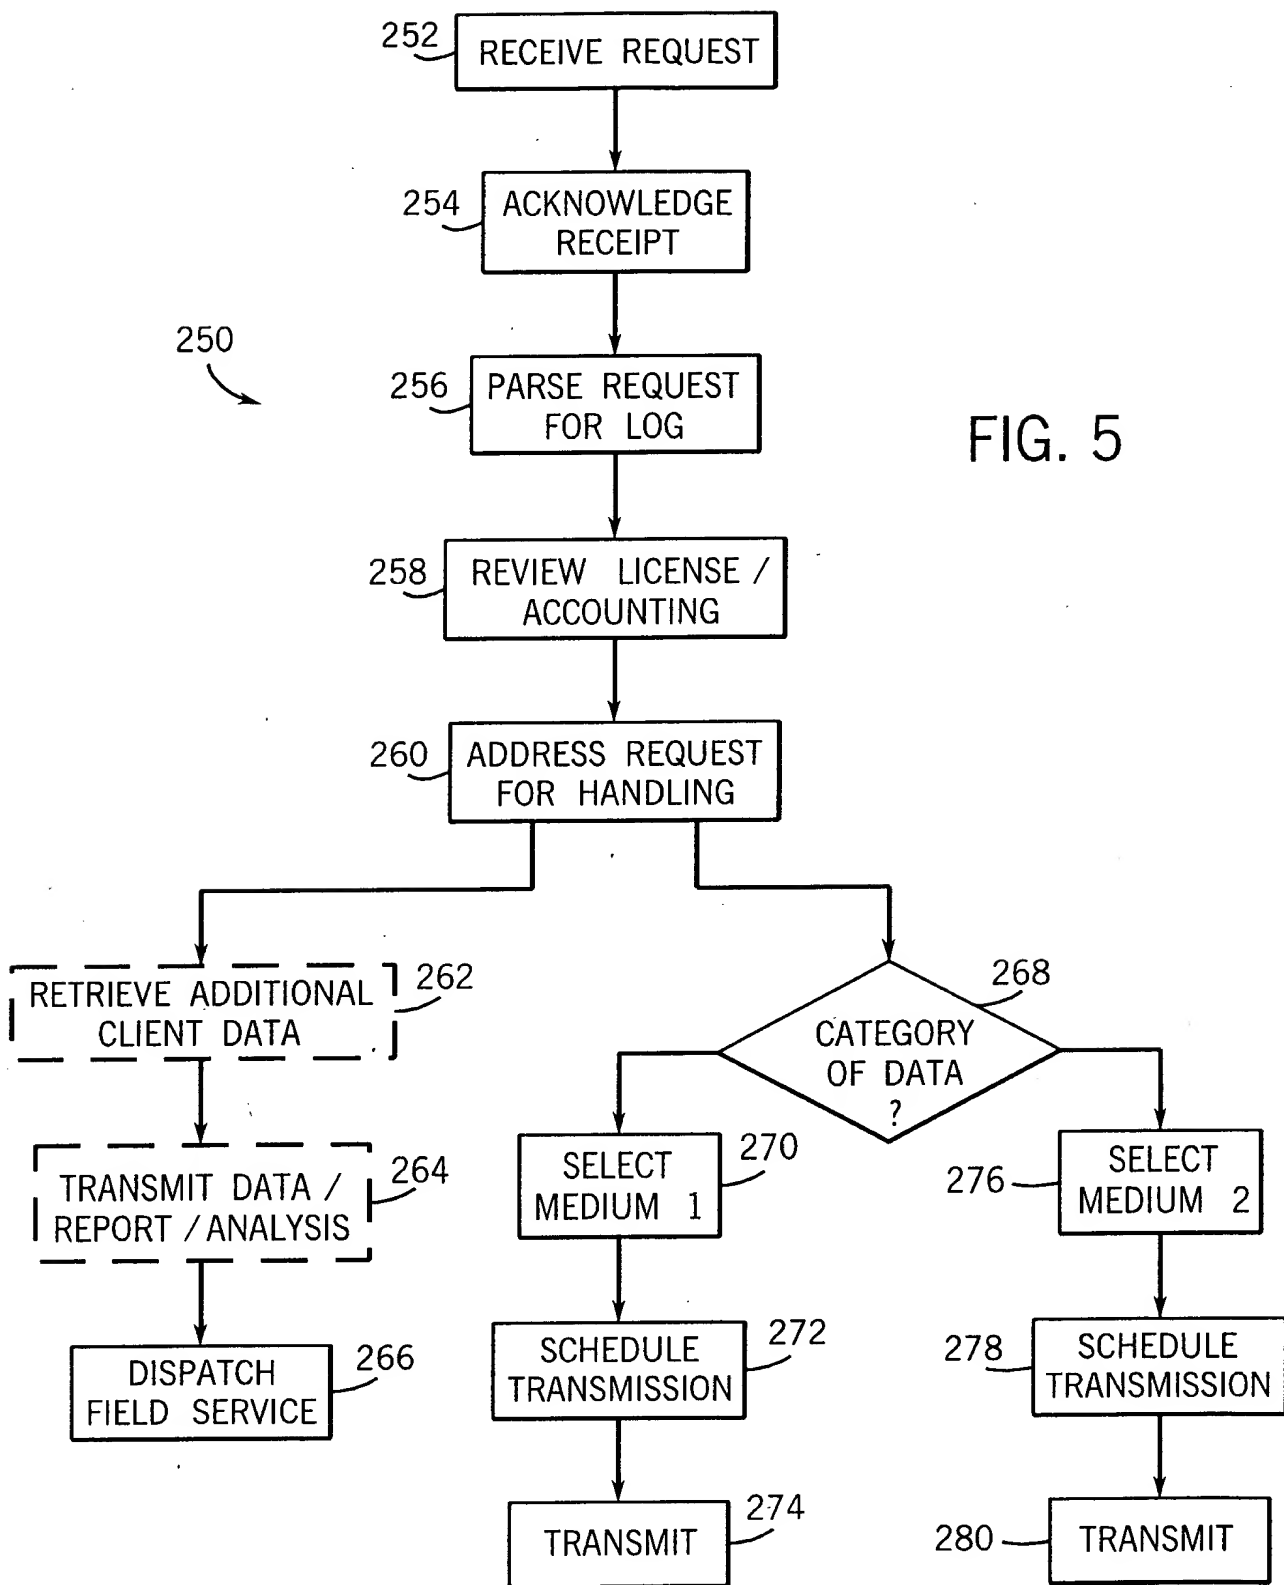 252
RECEIVE REQUEST
254
ACKNOWLEDGE
RECEIPT
250
256
PARSE REQUEST
FOR LOG
FIG. 5
258
REVIEW LICENSE /
ACCOUNTING
260
ADDRESS REQUEST
FOR HANDLING
RETRIEVE ADDITIONAL
CLIENT DATA
262
268
CATEGORY
OF DATA
?
TRANSMIT DATA /
REPORT / ANALYSIS
264
SELECT
MEDIUM 1
270
276
SELECT
MEDIUM 2
DISPATCH
FIELD SERVICE
266
SCHEDULE
TRANSMISSION
272
278
SCHEDULE
TRANSMISSION
TRANSMIT
274
280
TRANSMIT